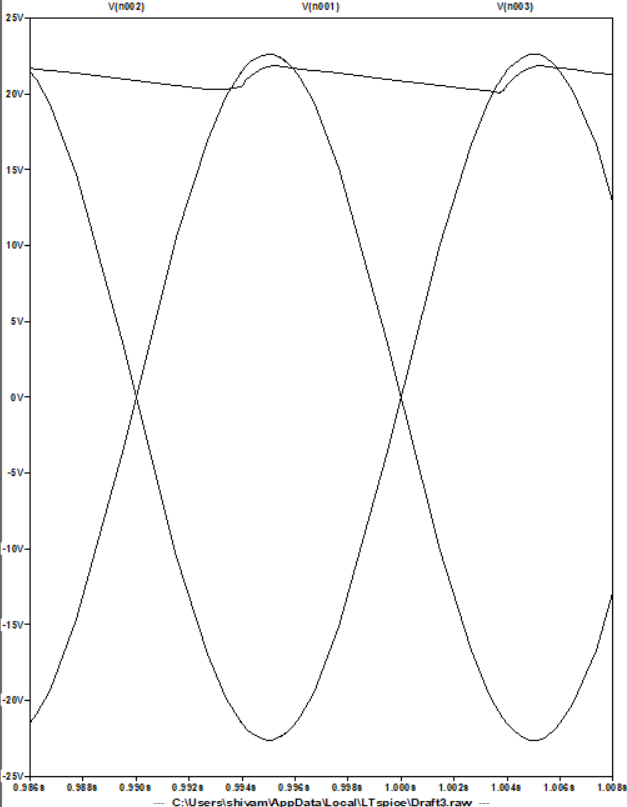 V(n002) V(n001) V(n003)
25V
20V
15V
10V
5V
0V
-5V
-10V
-15V
-20V
-25V
0.986s 0.988s 0.990s 0.992s 0.994s 0.996s 0.998s 1.000s 1.002s 1.004s 1.006s 1.008s
--- C:\Users\shivam\AppData\Local\LTspice\Draft3.raw ---